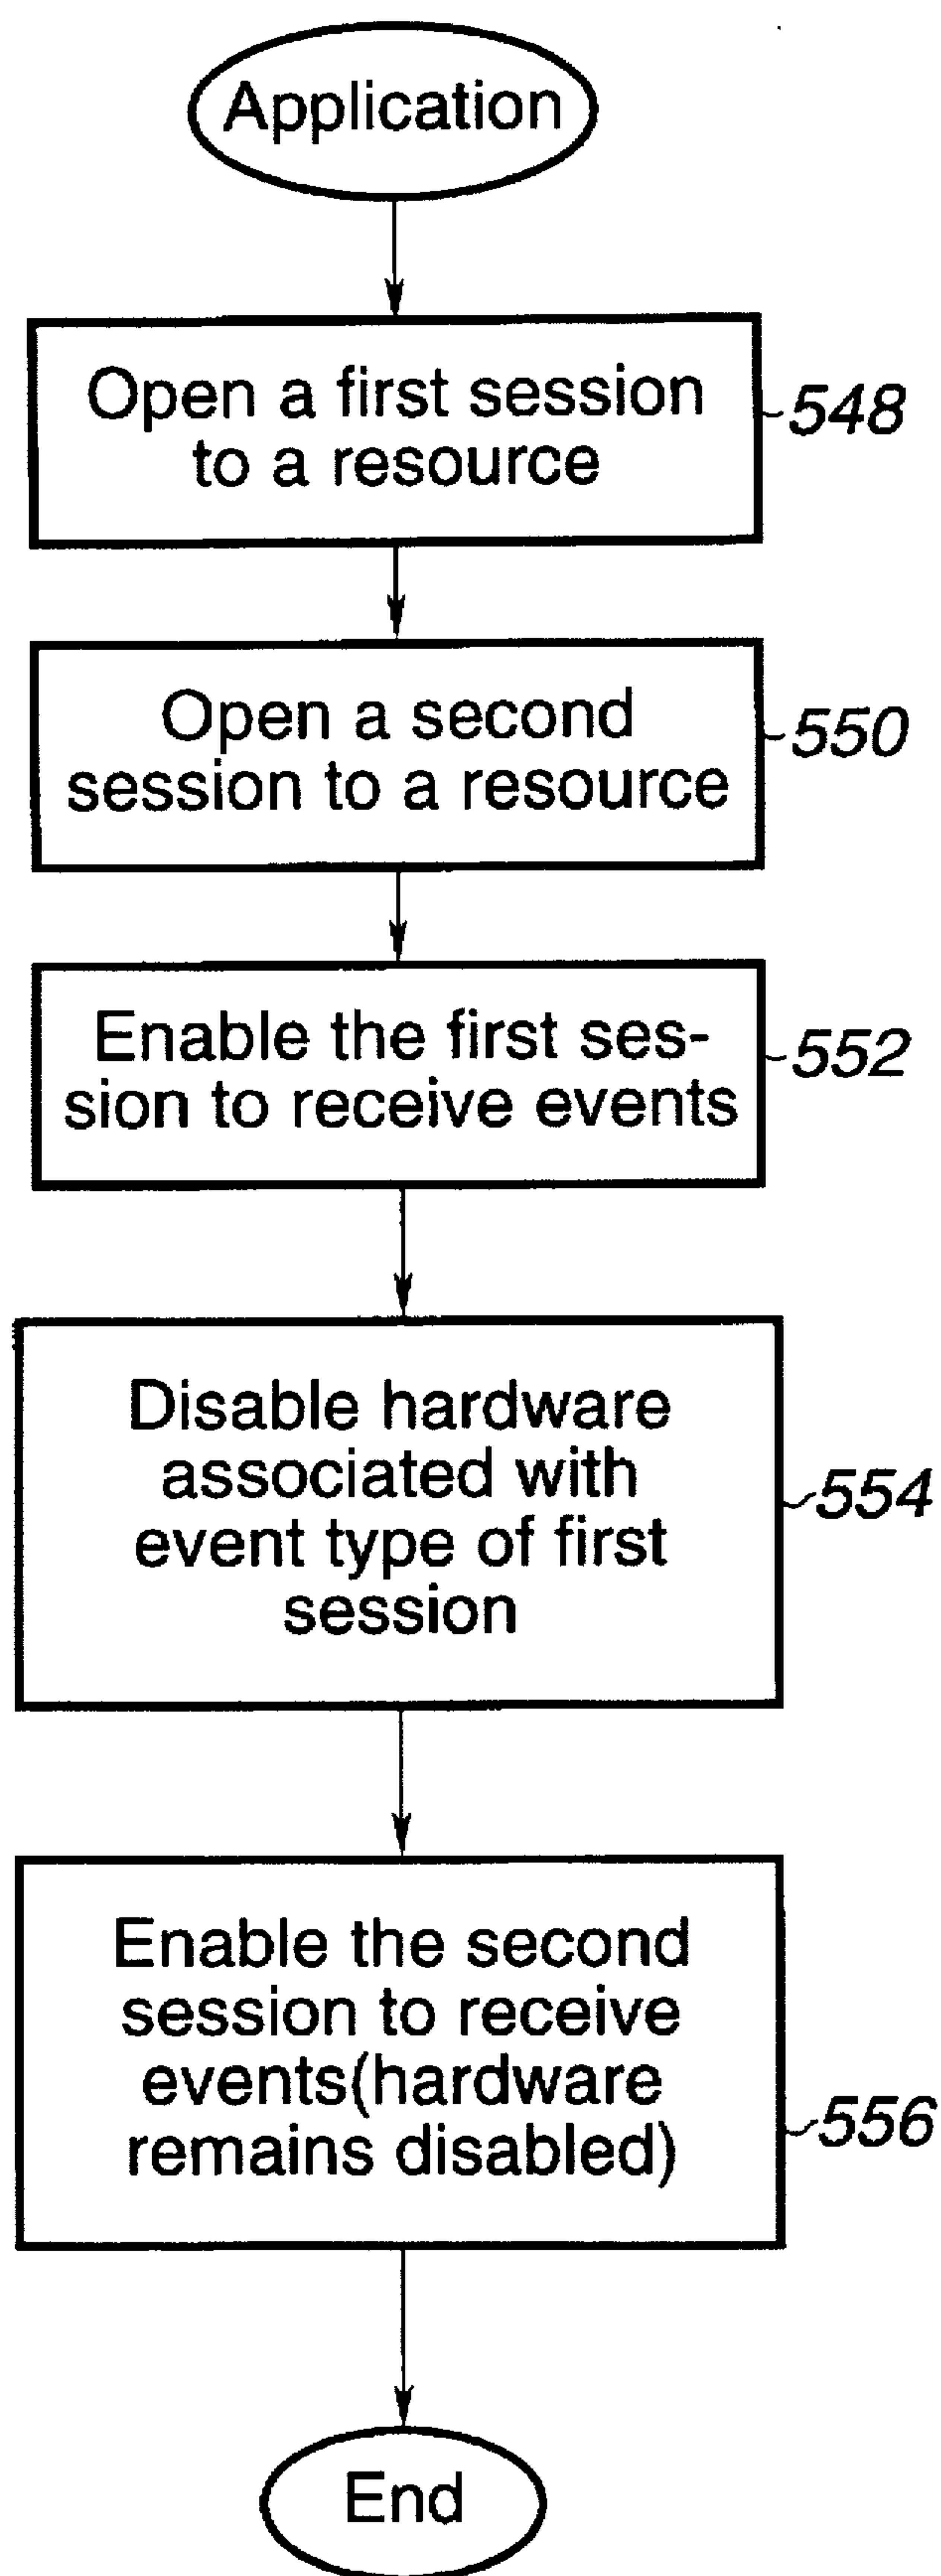 Application
Open a first session
to a resource
548
Open a second
session to a resource
550
Enable the first ses-
sion to receive events
552
Disable hardware
associated with
event type of first
session
554
Enable the second
session to receive
events(hardware
remains disabled)
556
End